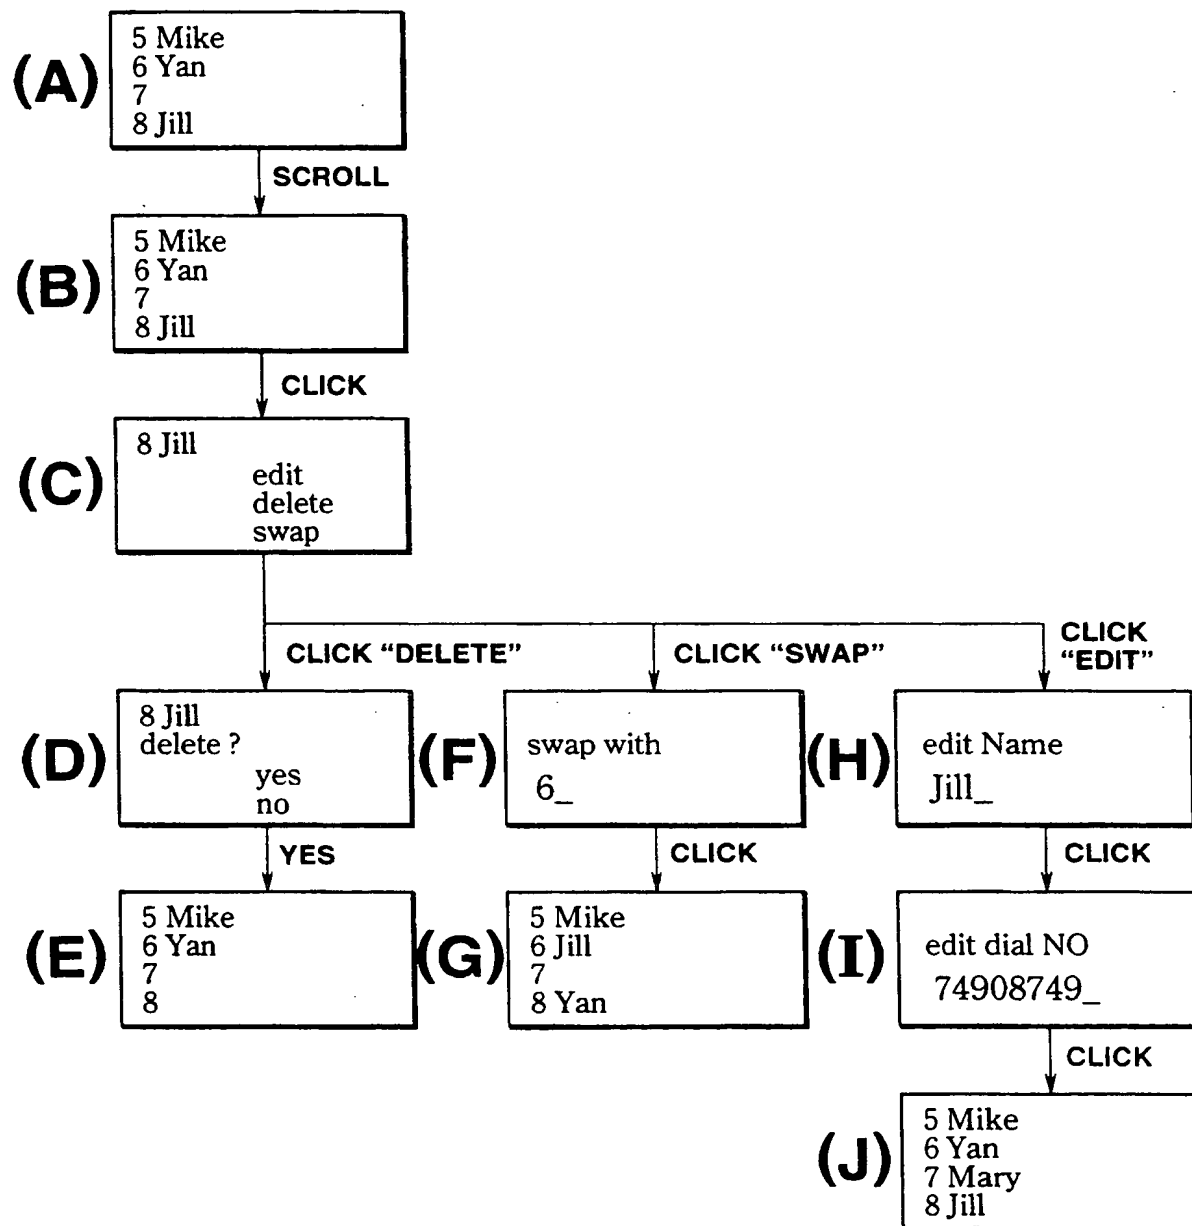 (A)
5 Mike
6 Yan
7
8 Jill
SCROLL
(B)
5 Mike
6 Yan
7
8 Jill
CLICK
(C)
8 Jill
edit
delete
swap
CLICK “DELETE”
CLICK “SWAP”
CLICK
“EDIT”
(D)
8 Jill
delete ?
yes
no
(F)
swap with
6_
(H)
edit Name
Jill_
YES
CLICK
CLICK
(E)
5 Mike
6 Yan
7
8
(G)
5 Mike
6 Jill
7
8 Yan
(I)
edit dial NO
74908749_
CLICK
(J)
5 Mike
6 Yan
7 Mary
8 Jill